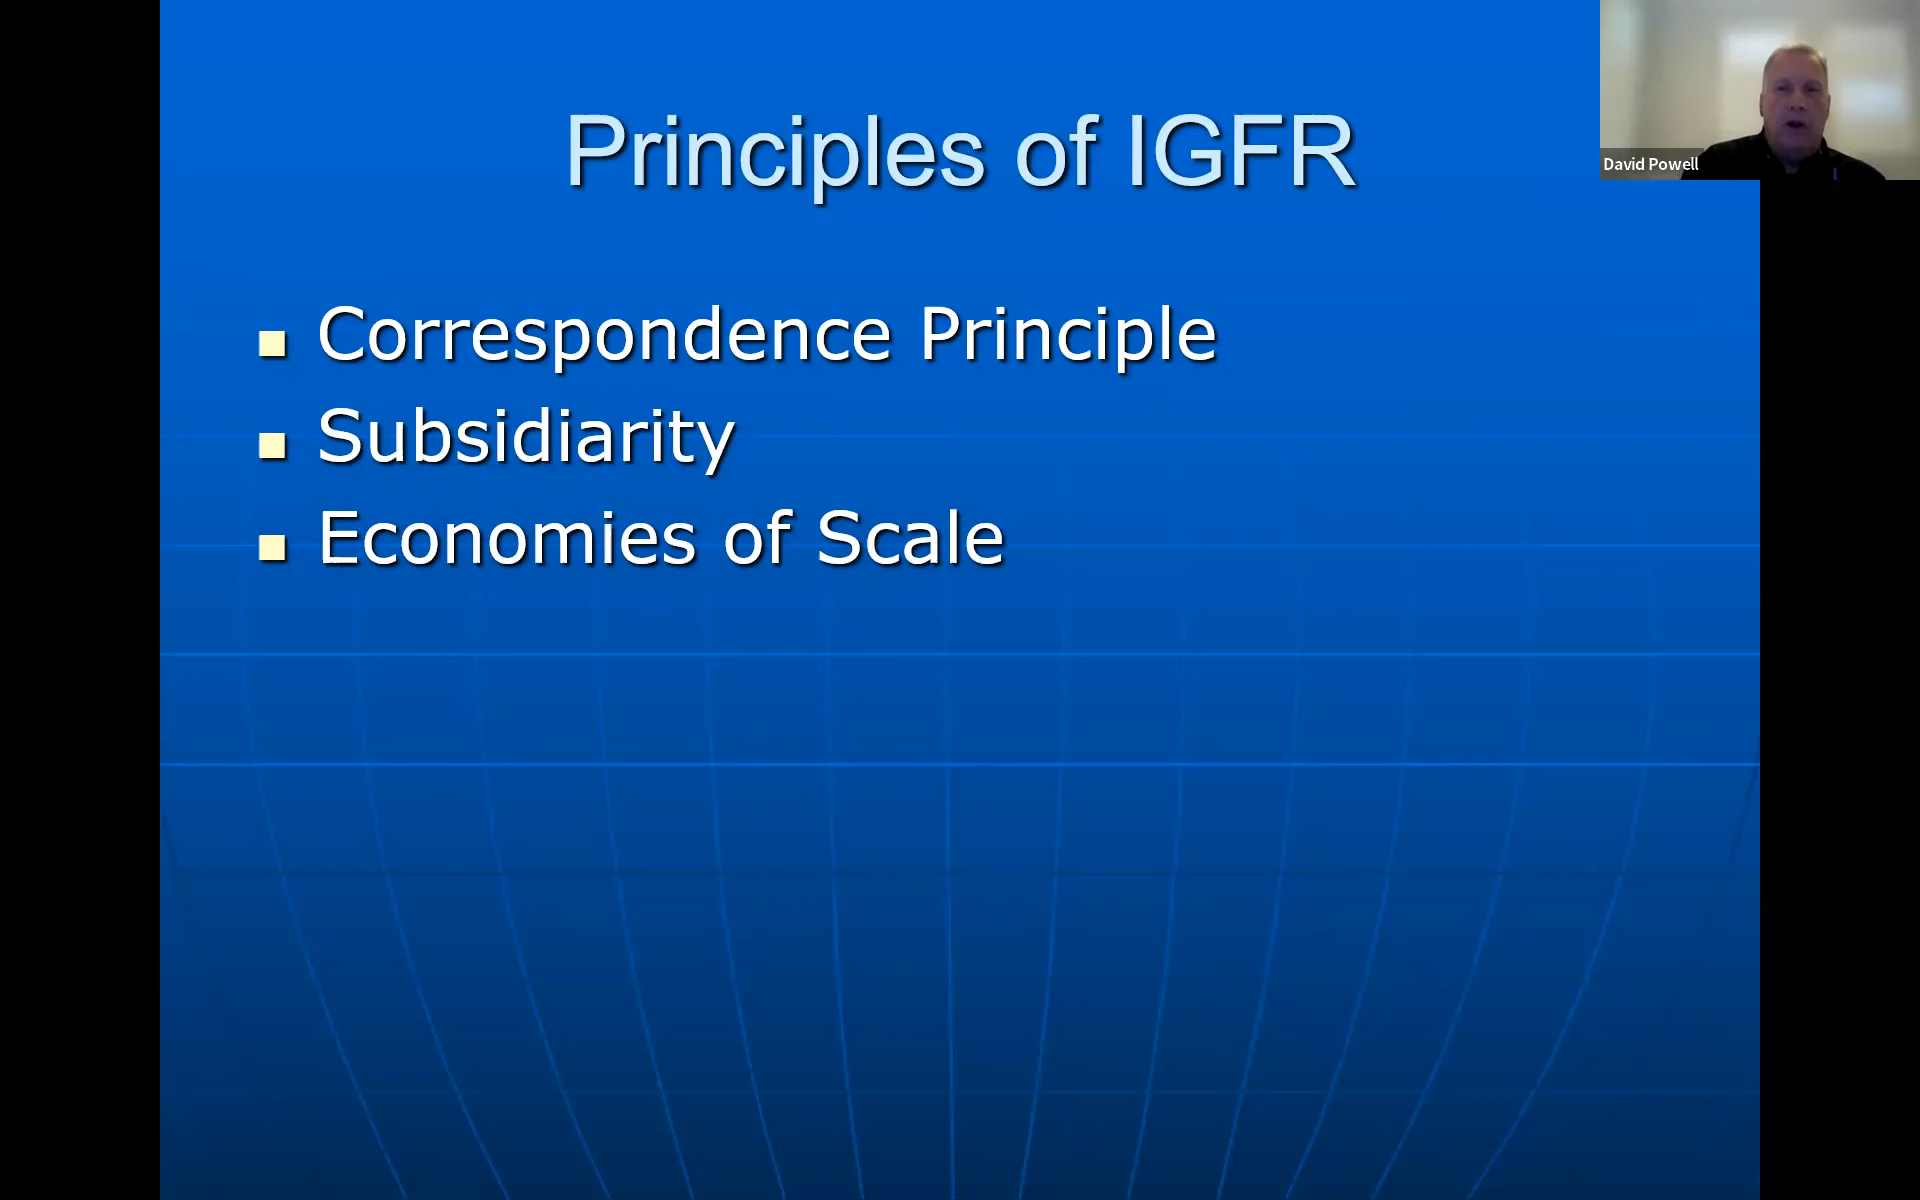 Principles of IGFR
David Powell
Correspondence Principle
Subsidiarity
Economies of Scale